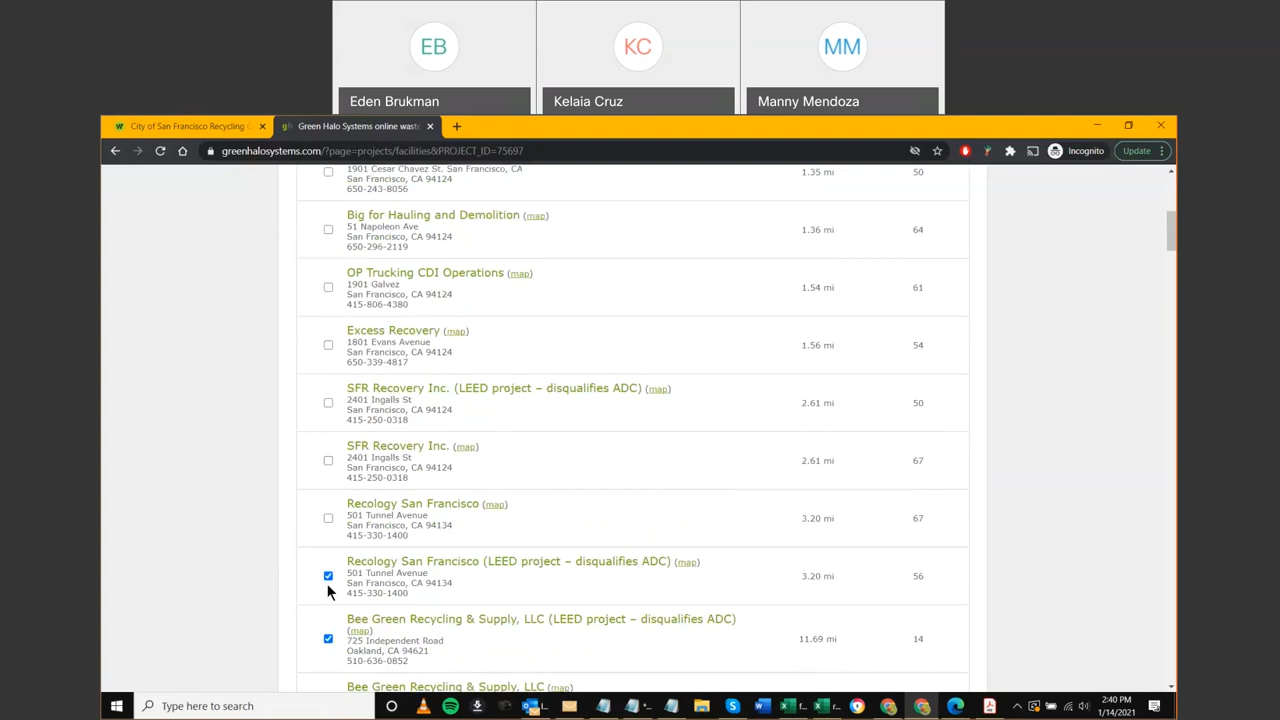 EB
KC
MM
Eden Brukman
Kelaia Cruz
Manny Mendoza
City of San Francisco Recycling
Green Halo Systems online waste
greenhalosystems.com/?page=projects/facilities&PROJECT_ID=75697
Incognito
Update
1901 Cesar Chavez St. San Francisco, CA
San Francisco, CA 94124
650-243-8056
1.35 mi
50
Big for Hauling and Demolition (map)
51 Napoleon Ave
San Francisco, CA 94124
650-296-2119
1.36 mi
64
OP Trucking CDI Operations (map)
1901 Galvez
San Francisco, CA 94124
415-806-4380
1.54 mi
61
Excess Recovery (map)
1801 Evans Avenue
San Francisco, CA 94124
650-339-4817
1.56 mi
54
SFR Recovery Inc. (LEED project – disqualifies ADC) (map)
2401 Ingalls St
San Francisco, CA 94124
415-250-0318
2.61 mi
50
SFR Recovery Inc. (map)
2401 Ingalls St
San Francisco, CA 94124
415-250-0318
2.61 mi
67
Recology San Francisco (map)
501 Tunnel Avenue
San Francisco, CA 94134
415-330-1400
3.20 mi
67
Recology San Francisco (LEED project – disqualifies ADC) (map)
501 Tunnel Avenue
San Francisco, CA 94134
415-330-1400
3.20 mi
56
Bee Green Recycling & Supply, LLC (LEED project – disqualifies ADC)
(map)
725 Independent Road
Oakland, CA 94621
510-636-0852
11.69 mi
14
Bee Green Recycling & Supply, LLC (map)
Type here to search
2:40 PM
1/14/2021